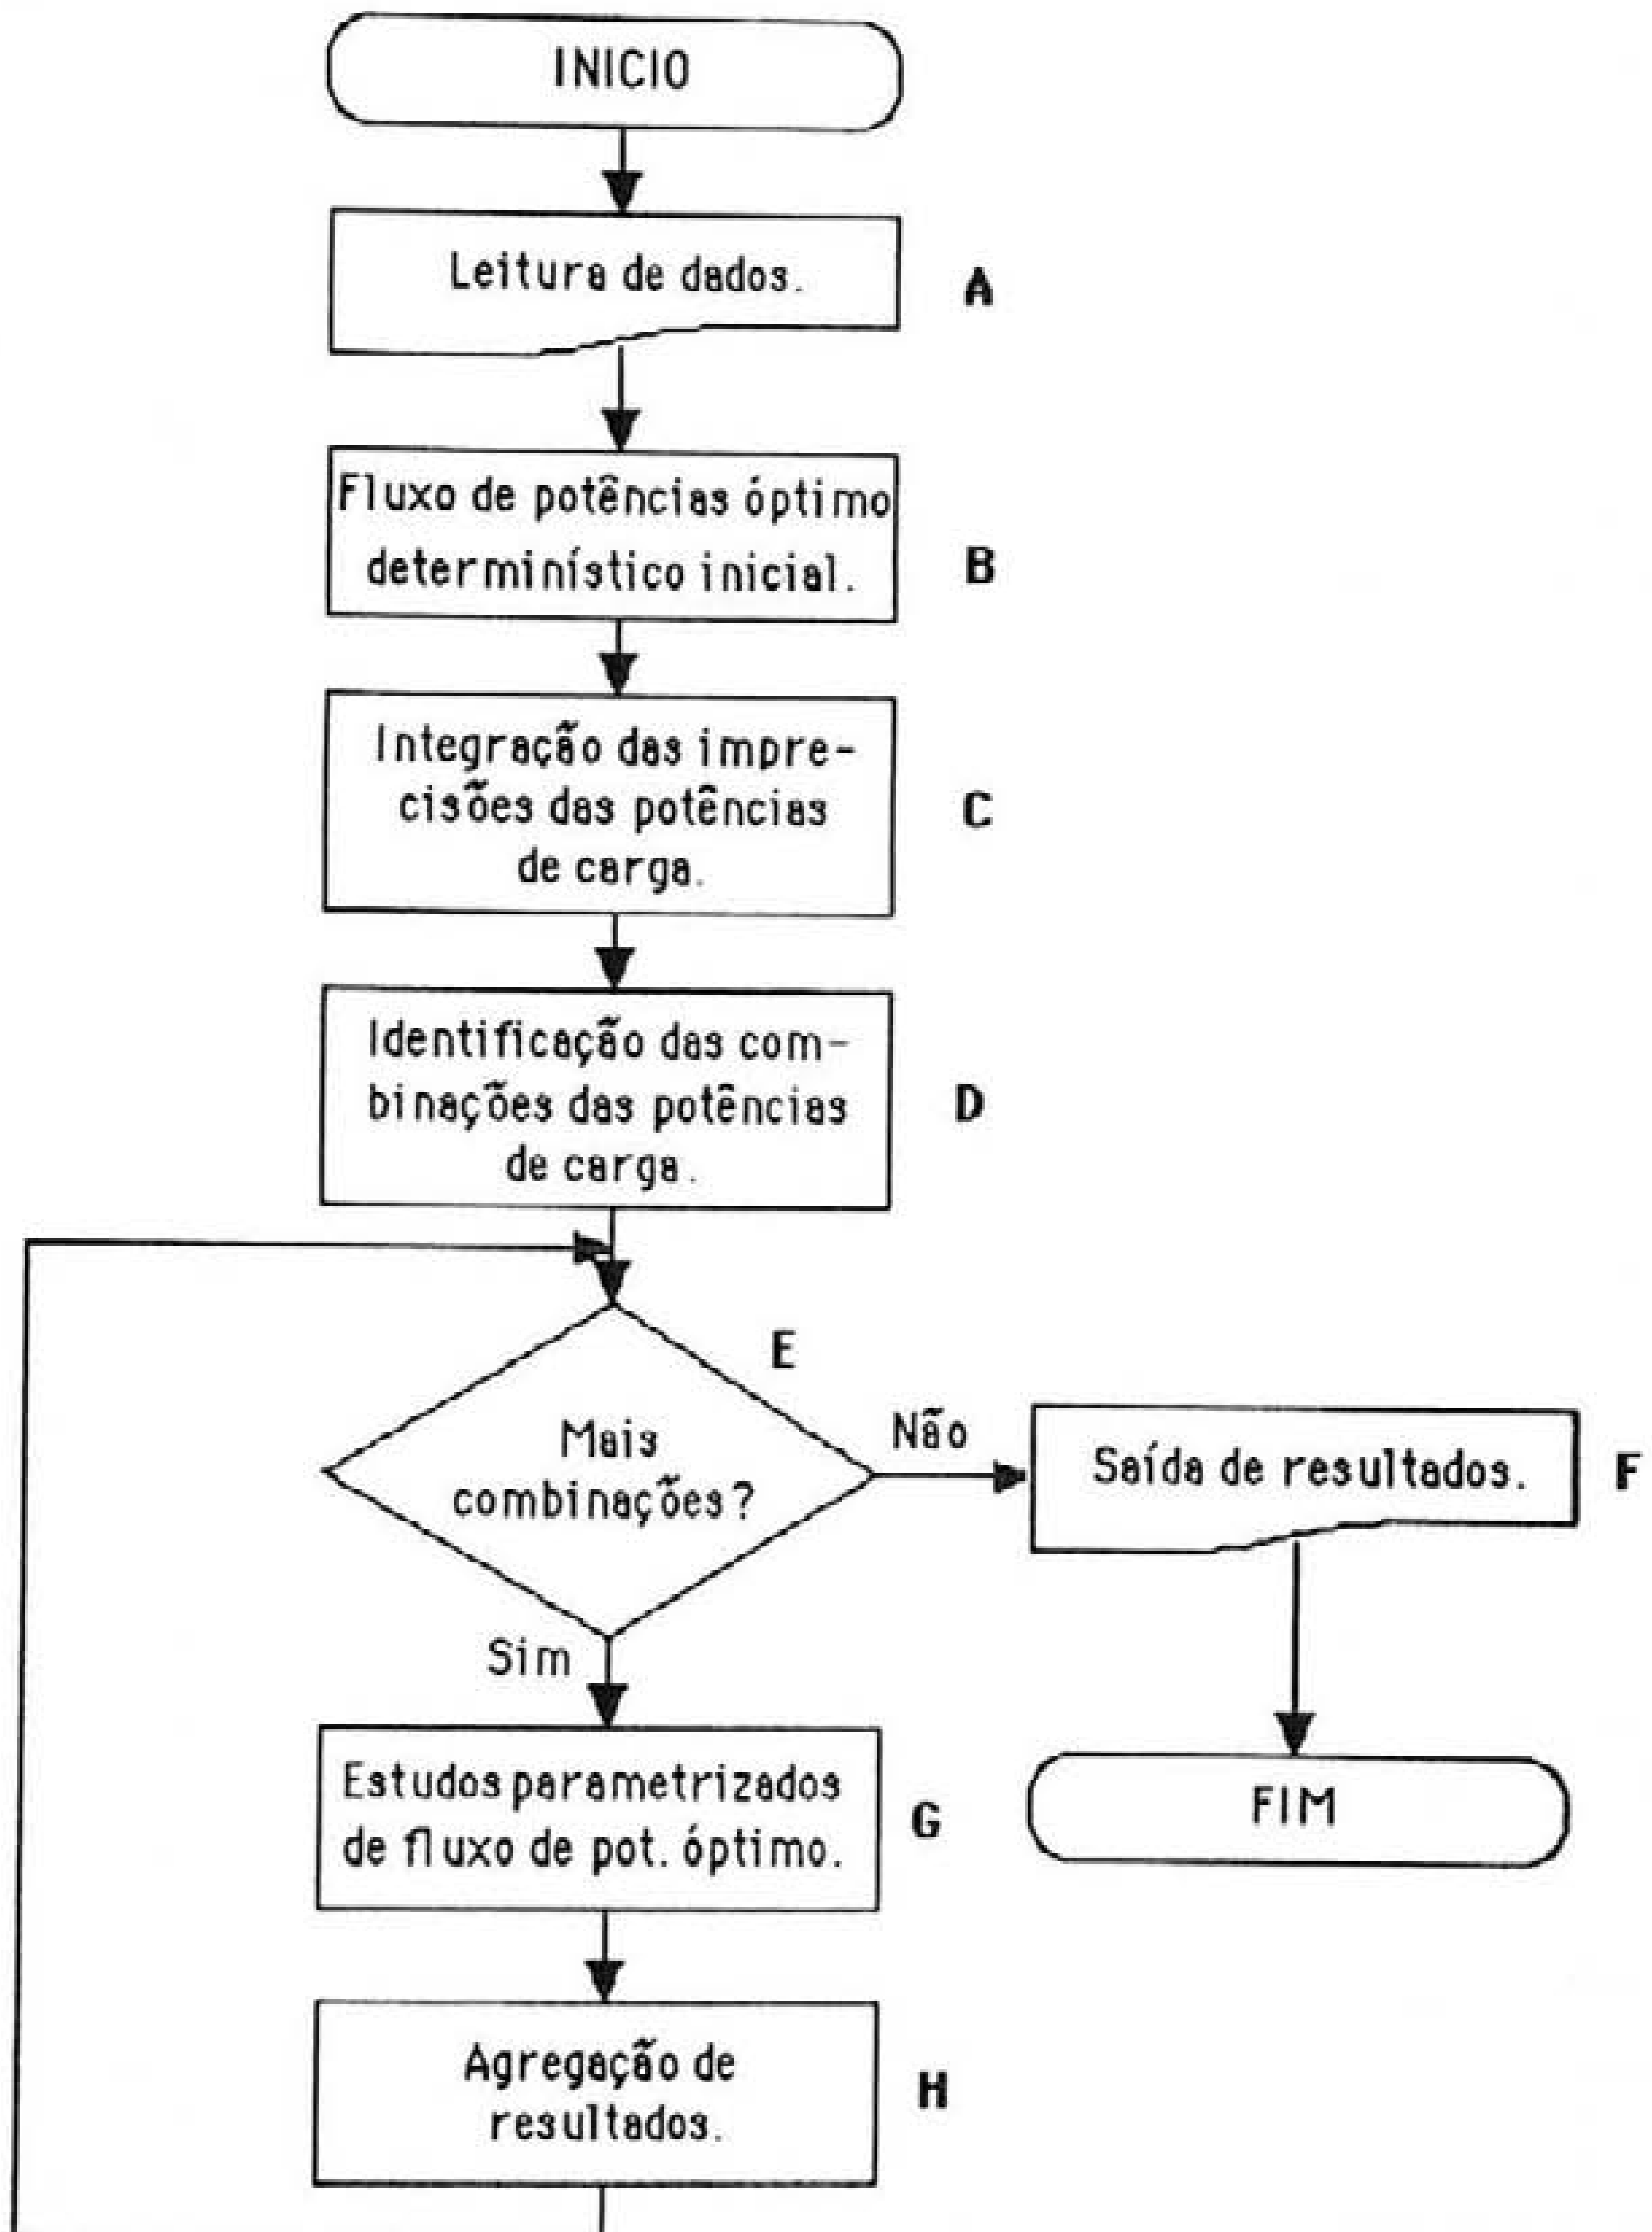 INICIO
Leitura de dados.
A
Fluxo de potências óptimo
determinístico inicial.
B
Integração das impre-
cisões das potências
de carga.
C
Identificação das com-
binações das potências
de carga.
D
E
Mais
combinações?
Não
Saída de resultados.
F
Sim
Estudos parametrizados
de fluxo de pot. óptimo.
G
FIM
Agregação de
resultados.
H